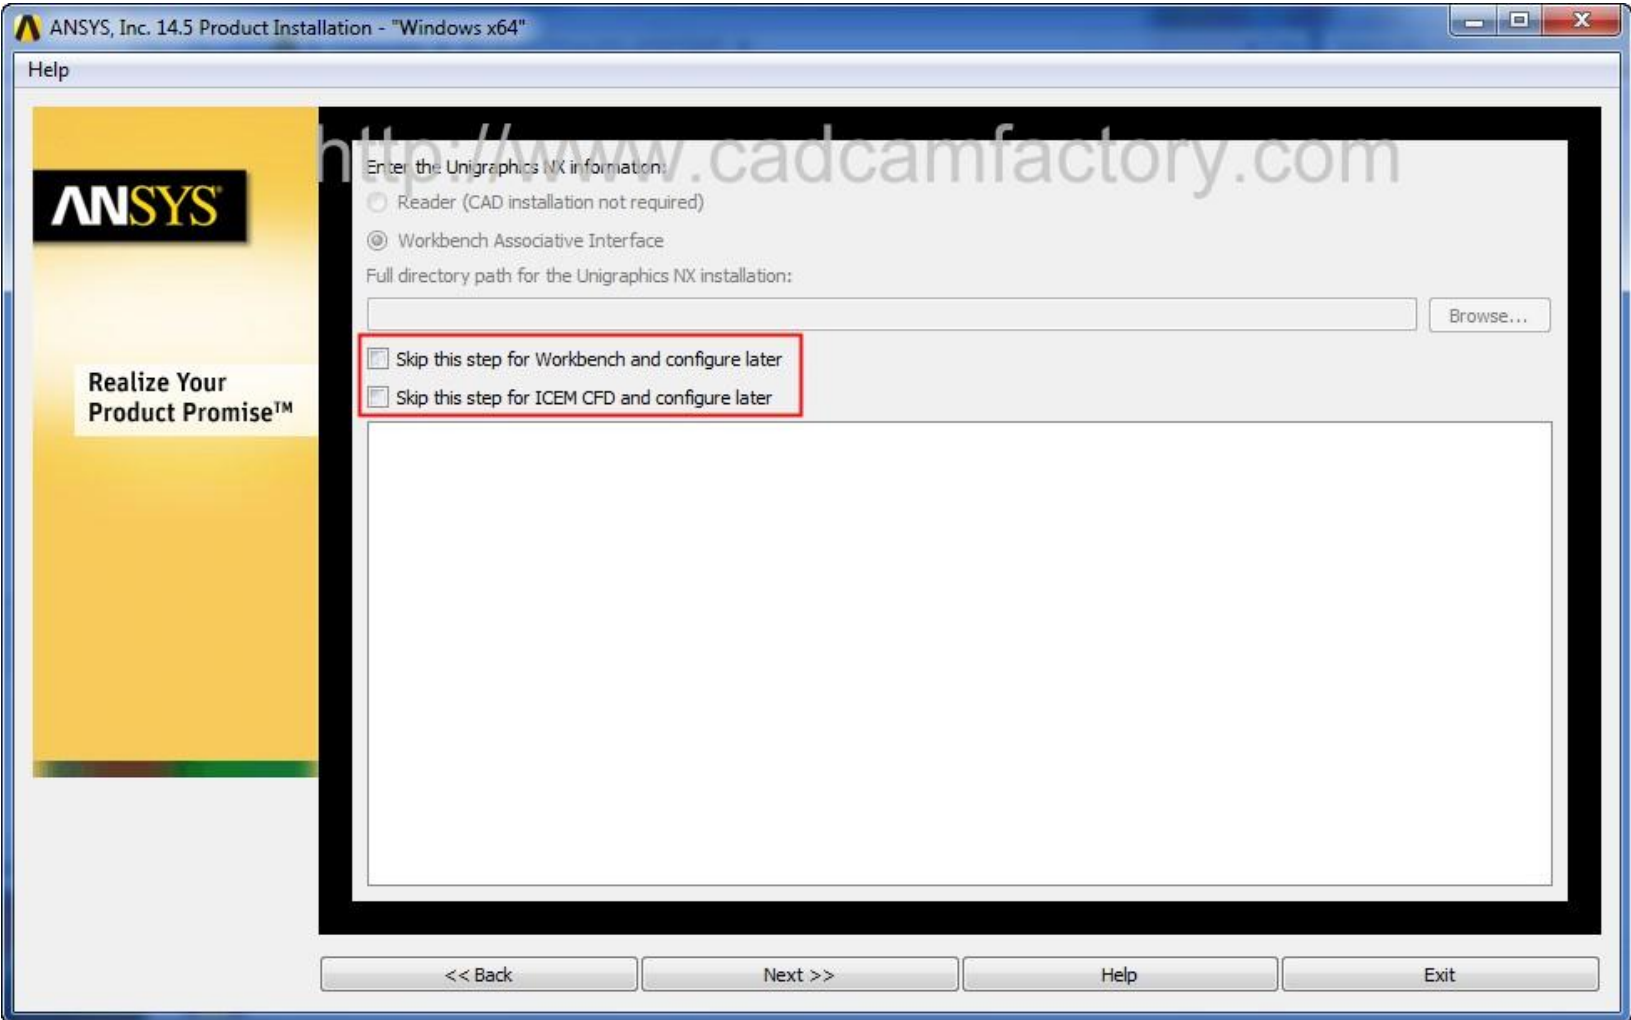 ANSYS, Inc. 14.5 Product Installation - "Windows x64"
Help
http://www.cadcamfactory.com
Enter the Unigraphics NX information:
Reader (CAD installation not required)
ANSYS
Workbench Associative Interface
Full directory path for the Unigraphics NX installation:
Browse...
Skip this step for Workbench and configure later
Skip this step for ICEM CFD and configure later
Realize Your
Product Promise™
<< Back
Next >>
Help
Exit